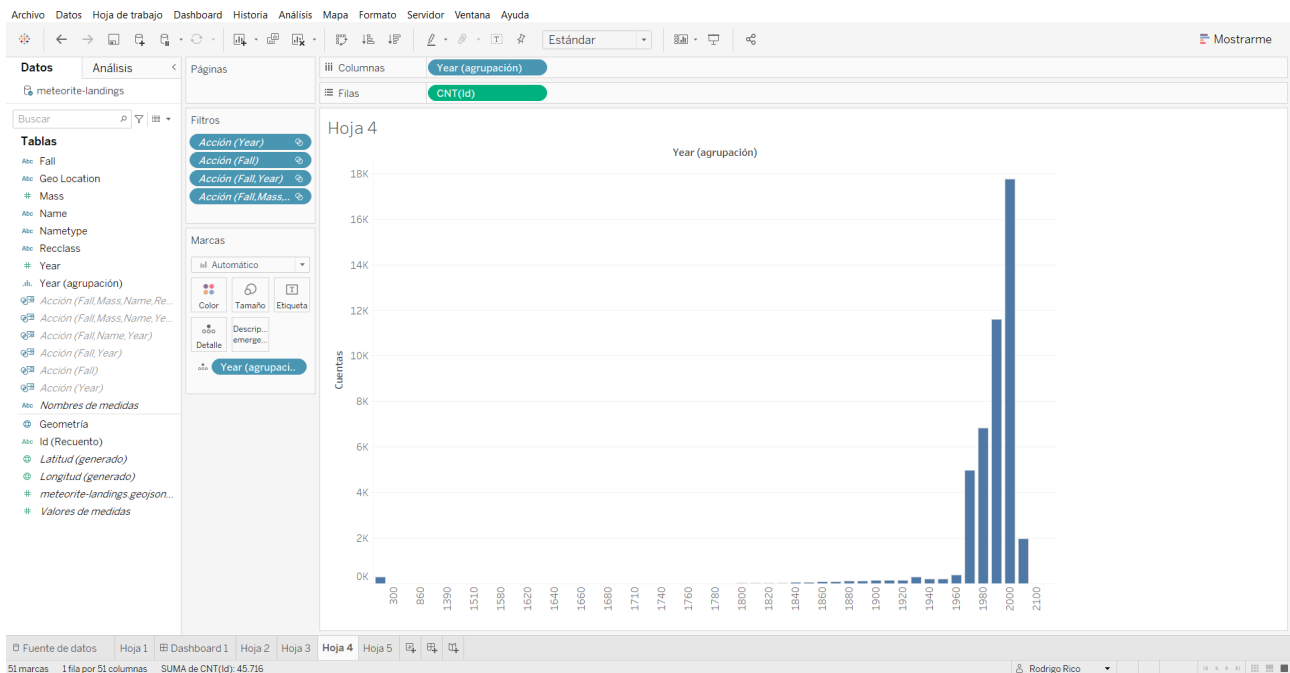 Archivo Datos Hoja de trabajo Dashboard Historia Análisis Mapa Formato Servidor Ventana Ayuda
Estándar
Mostrarme
Datos
Análisis
meteorite-landings
Buscar
Tablas
Abc Fall
Abc Geo Location
# Mass
Abc Name
Abc Nametype
Abc Recclass
# Year
Year (agrupación)
Acción (Fall,Mass,Name,Re...
Acción (Fall,Mass,Name,Ye...
Acción (Fall,Name,Year)
Acción (Fall,Year)
Acción (Fall)
Acción (Year)
Abc Nombres de medidas
Geometría
Abc Id (Recuento)
Latitud (generado)
Longitud (generado)
# meteorite-landings.geojson...
# Valores de medidas
Páginas
Filtros
Acción (Year)
Acción (Fall)
Acción (Fall,Year)
Acción (Fall,Mass,..
Marcas
Automático
Color
Tamaño
T
Etiqueta
Detalle
Descrip...
emerge...
Year (agrupaci..
iii Columnas
Year (agrupación)
Filas
CNT(Id)
Hoja 4
Year (agrupación)
Cuentas
18K
16K
14K
12K
10K
8K
6K
4K
2K
0K
300
860
1390
1510
1580
1620
1640
1660
1680
1710
1740
1760
1780
1800
1820
1840
1860
1880
1900
1920
1940
1960
1980
2000
2100
Fuente de datos
Hoja 1
Dashboard 1
Hoja 2
Hoja 3
Hoja 4
Hoja 5
51 marcas 1 fila por 51 columnas SUMA de CNT(Id): 45.716
Rodrigo Rico